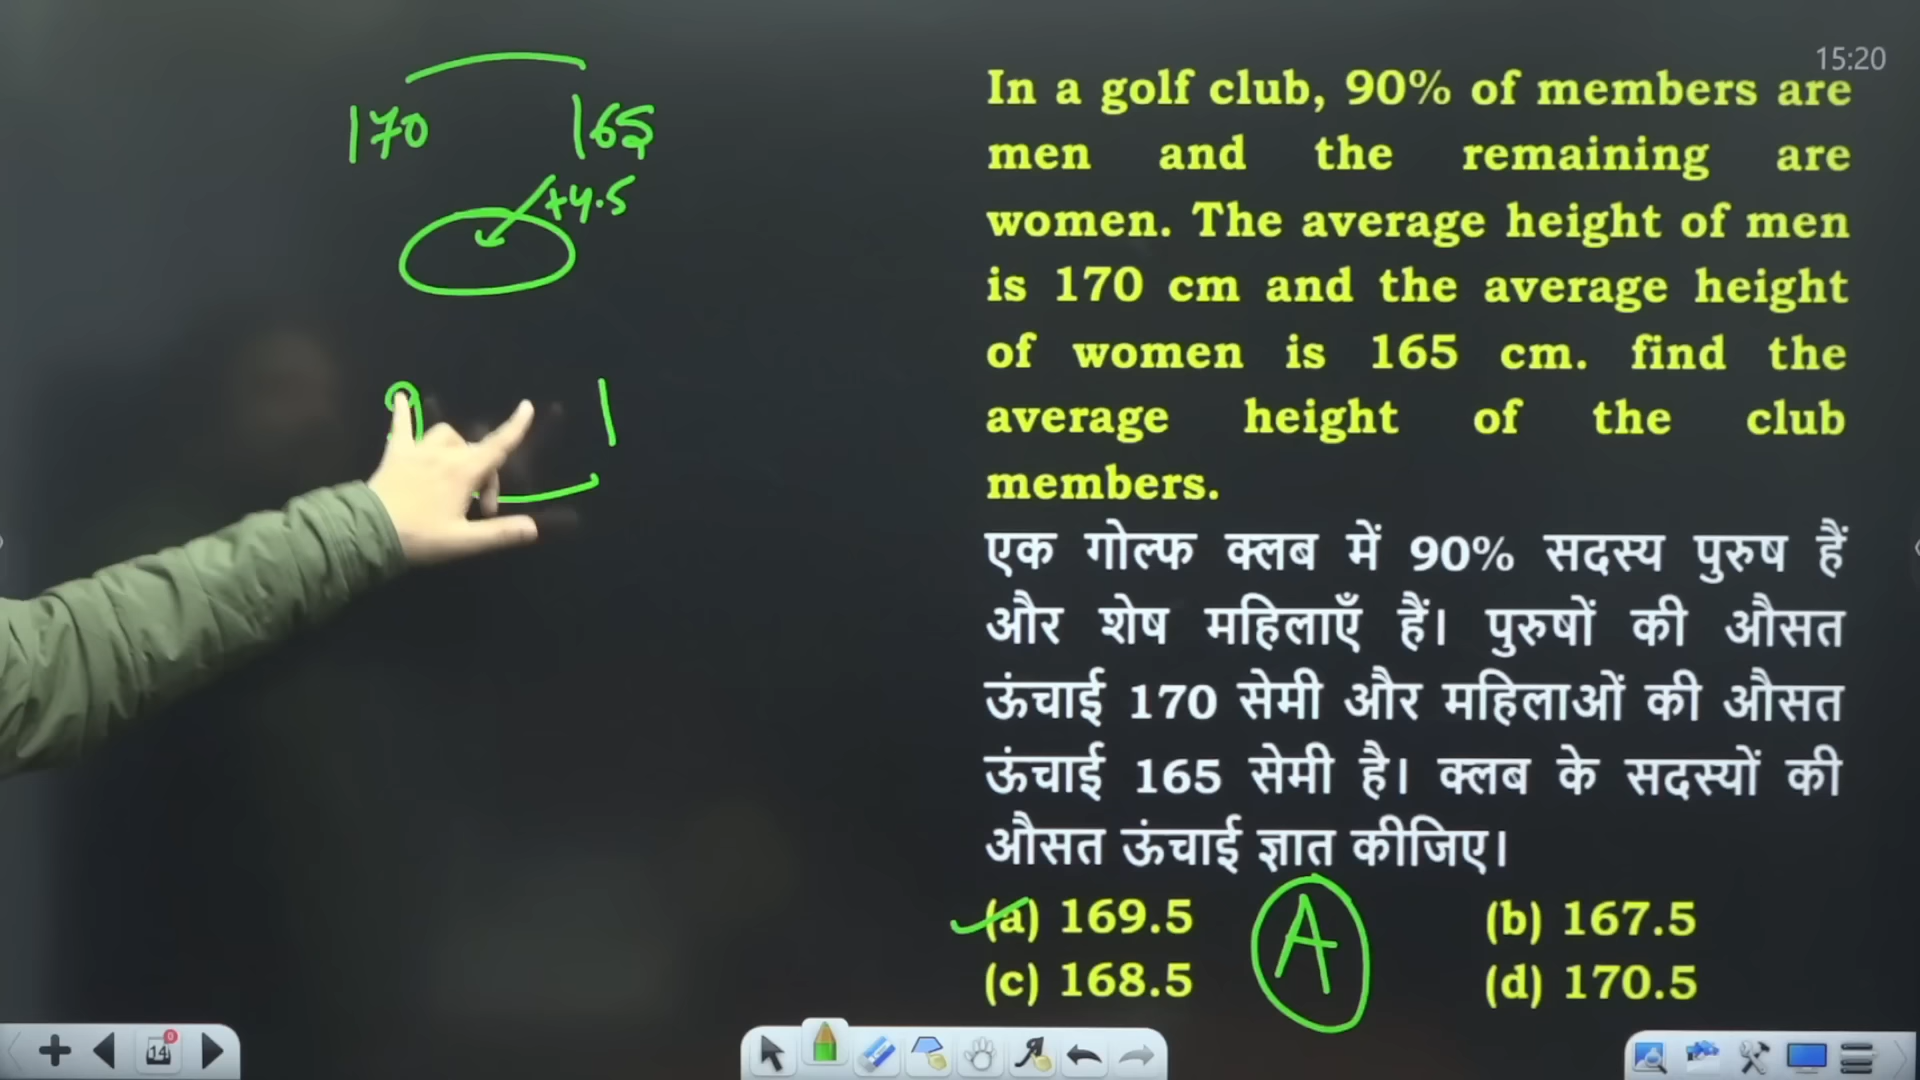 15:20
170 165
+4.5
9 1
In a golf club, 90% of members are
men and the remaining are
women. The average height of men
is 170 cm and the average height
of women is 165 cm. find the
average height of the club
members.
एक गोल्फ क्लब में 90% सदस्य पुरुष हैं
और शेष महिलाएँ हैं। पुरुषों की औसत
ऊंचाई 170 सेमी और महिलाओं की औसत
ऊंचाई 165 सेमी है। क्लब के सदस्यों की
औसत ऊंचाई ज्ञात कीजिए।
(a) 169.5 A (b) 167.5
(c) 168.5 (d) 170.5
14 0